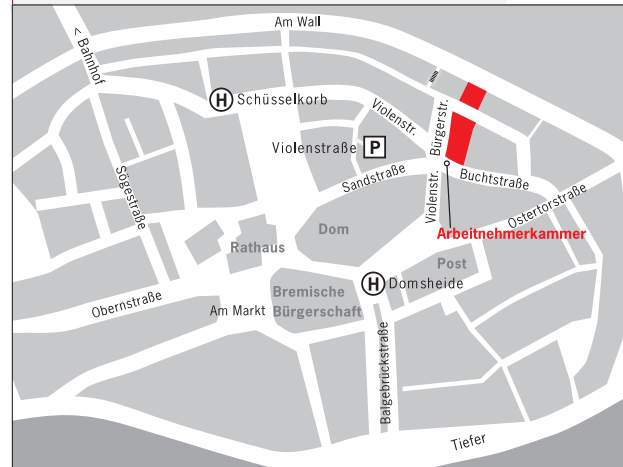 Am Wall
< Bahnhof
H Schüsselkorb
Violenstr.
Bürgerstr.
Violenstraße P
Sandstraße
Buchtstraße
Sögestraße
Violenstr.
Ostertorstraße
Dom
Arbeitnehmerkammer
Rathaus
Post
H Domsheide
Obernstraße
Bremische
Bürgerschaft
Am Markt
Balgebrückstraße
Tiefer